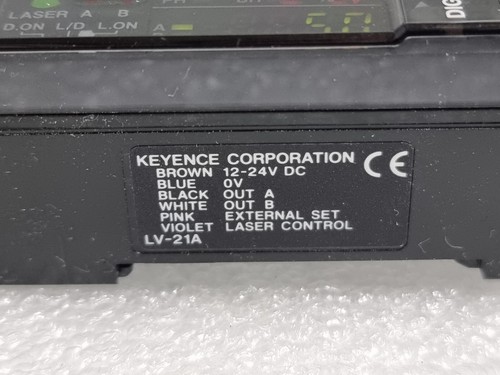 LASER A B
D.ON L/D L.ON A
DIG
KEYENCE CORPORATION CE
BROWN 12-24V DC
BLUE 0V
BLACK OUT A
WHITE OUT B
PINK EXTERNAL SET
VIOLET LASER CONTROL
LV-21A